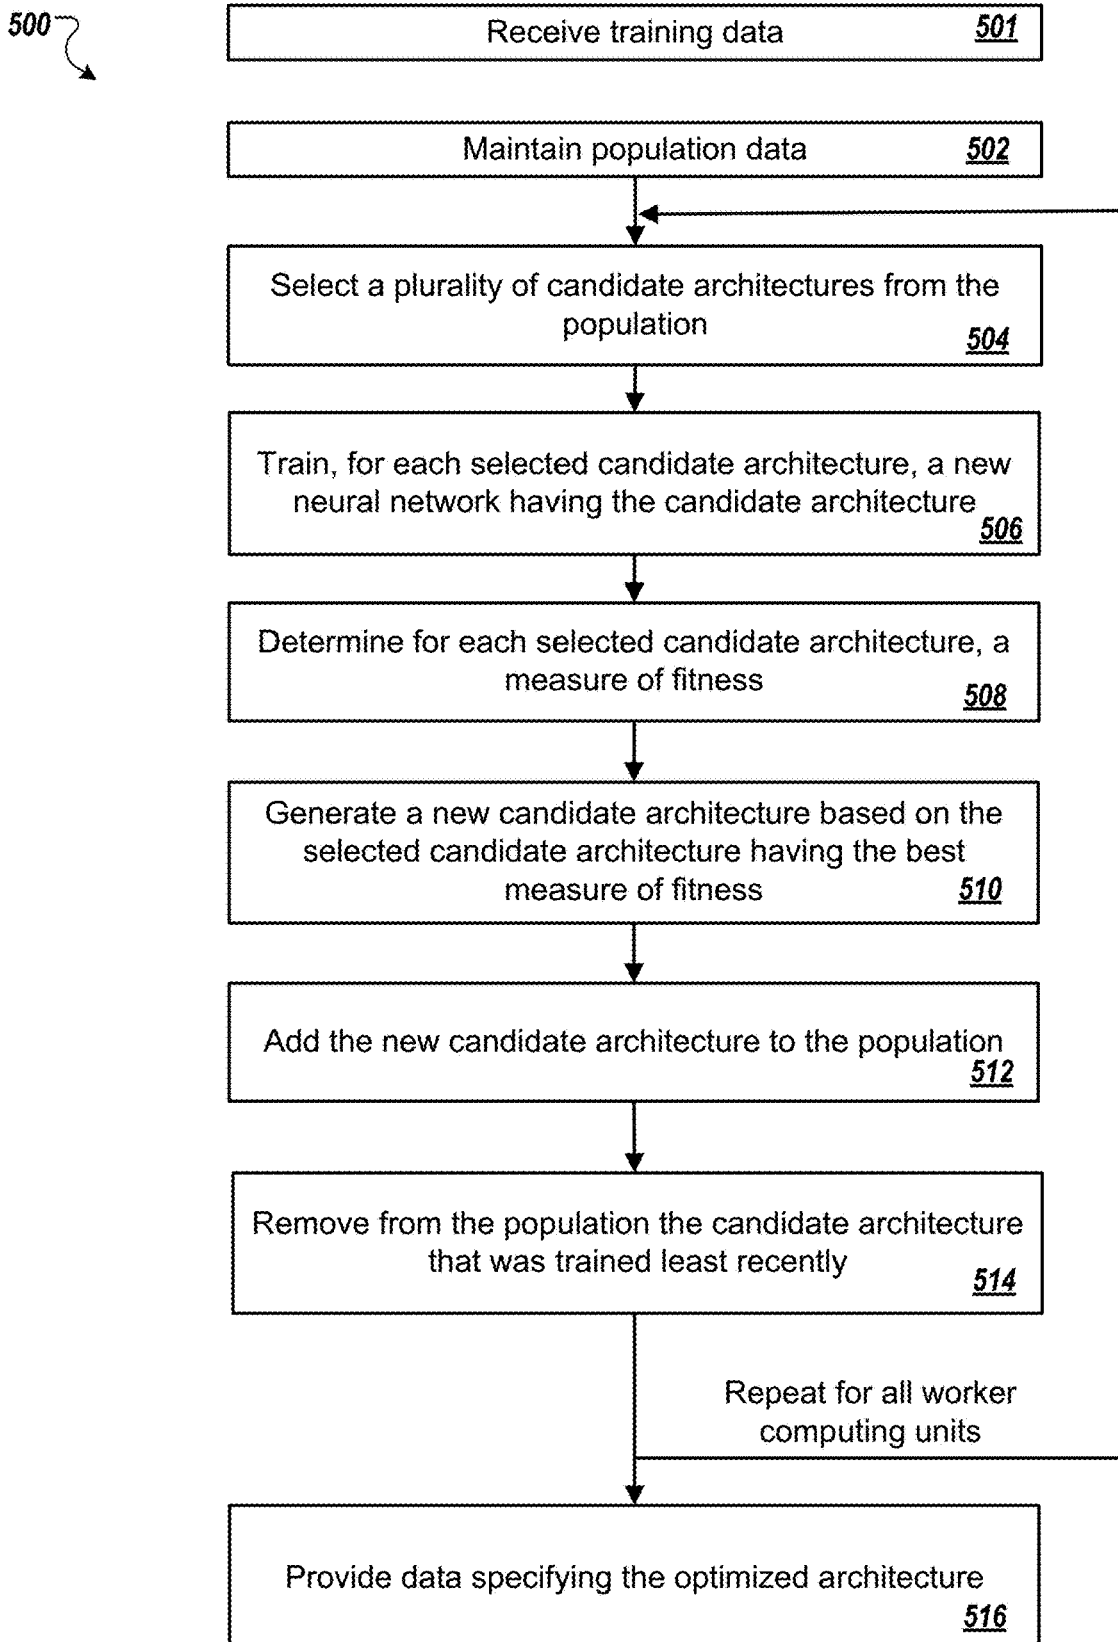 500
Receive training data 501
Maintain population data 502
Select a plurality of candidate architectures from the
population
504
Train, for each selected candidate architecture, a new
neural network having the candidate architecture
506
Determine for each selected candidate architecture, a
measure of fitness
508
Generate a new candidate architecture based on the
selected candidate architecture having the best
measure of fitness 510
Add the new candidate architecture to the population
512
Remove from the population the candidate architecture
that was trained least recently
514
Repeat for all worker
computing units
Provide data specifying the optimized architecture
516